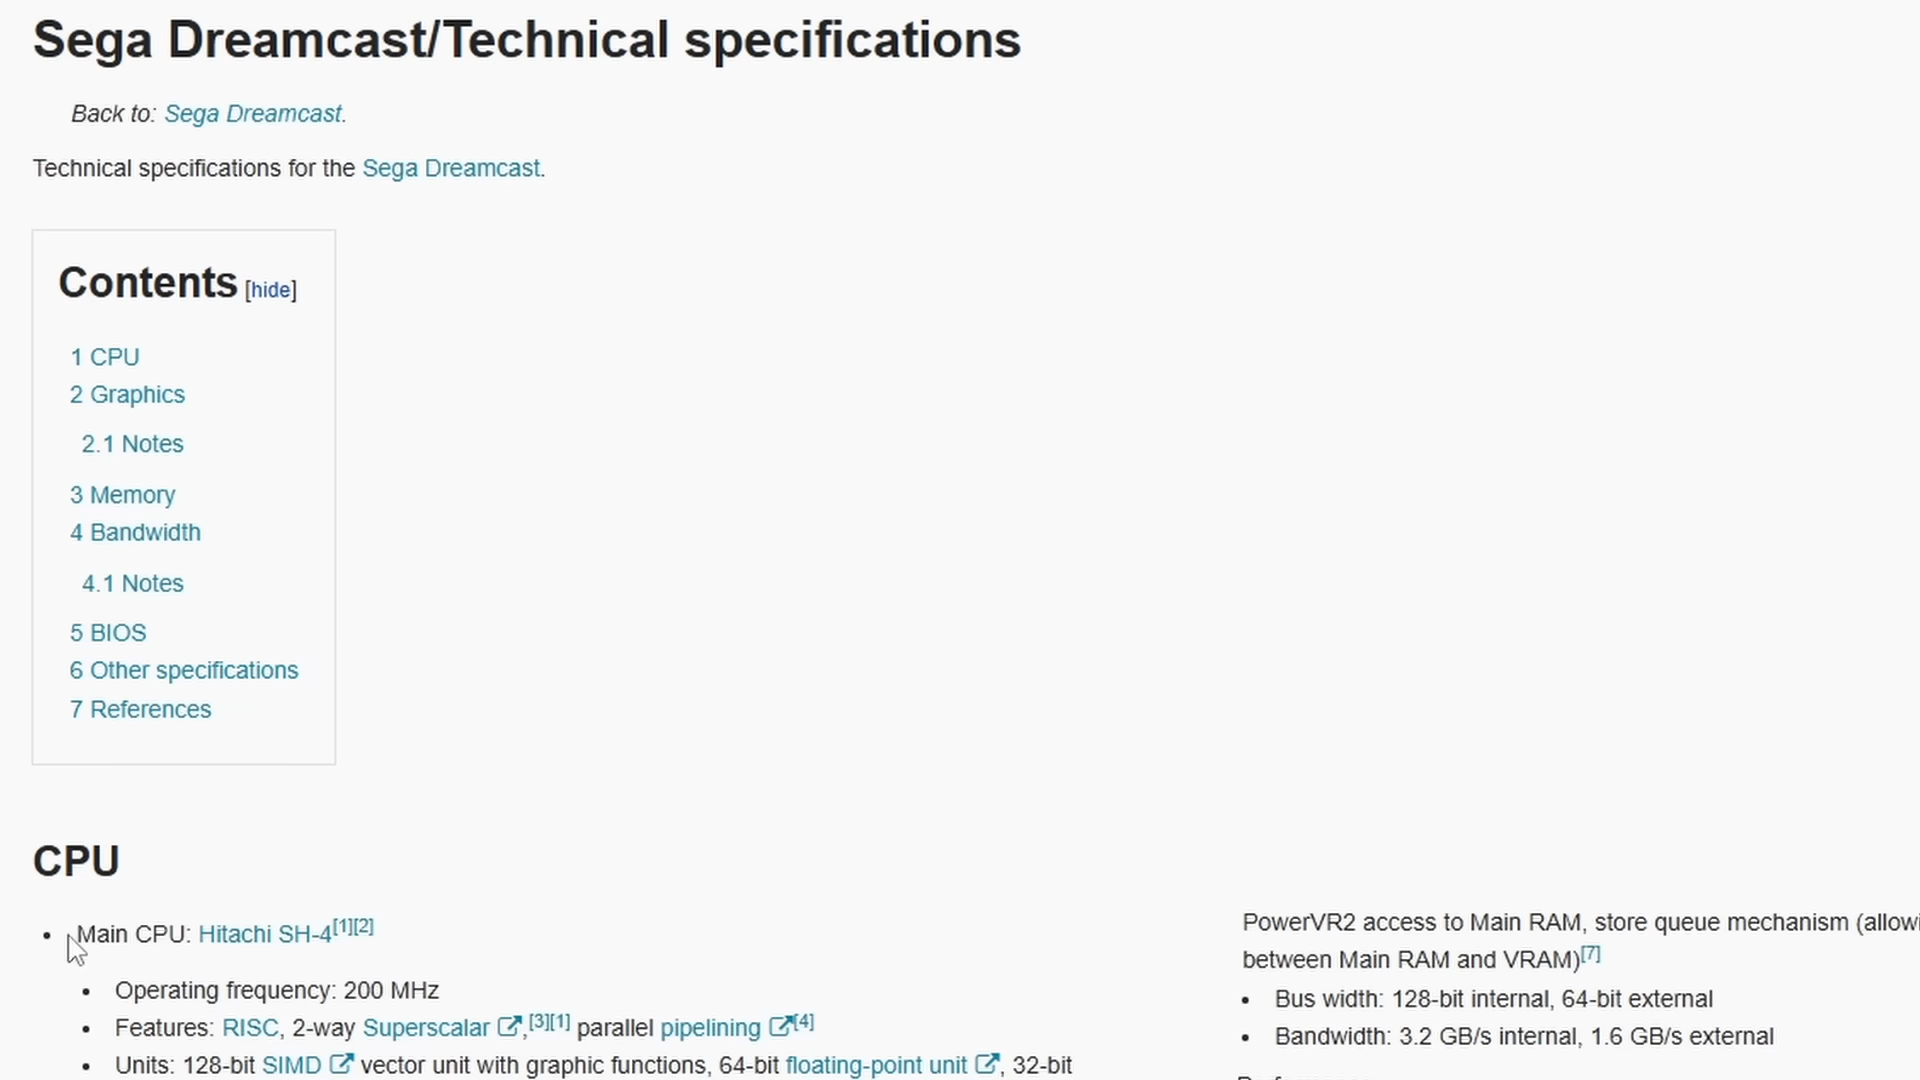 Sega Dreamcast/Technical specifications
Back to: Sega Dreamcast.
Technical specifications for the Sega Dreamcast.
Contents [hide]
1 CPU
2 Graphics
2.1 Notes
3 Memory
4 Bandwidth
4.1 Notes
5 BIOS
6 Other specifications
7 References
CPU
• Main CPU: Hitachi SH-4[1][2]
• Operating frequency: 200 MHz
• Features: RISC, 2-way Superscalar ,[3][1] parallel pipelining [4]
• Units: 128-bit SIMD vector unit with graphic functions, 64-bit floating-point unit , 32-bit
PowerVR2 access to Main RAM, store queue mechanism (allowi
between Main RAM and VRAM)[7]
• Bus width: 128-bit internal, 64-bit external
• Bandwidth: 3.2 GB/s internal, 1.6 GB/s external